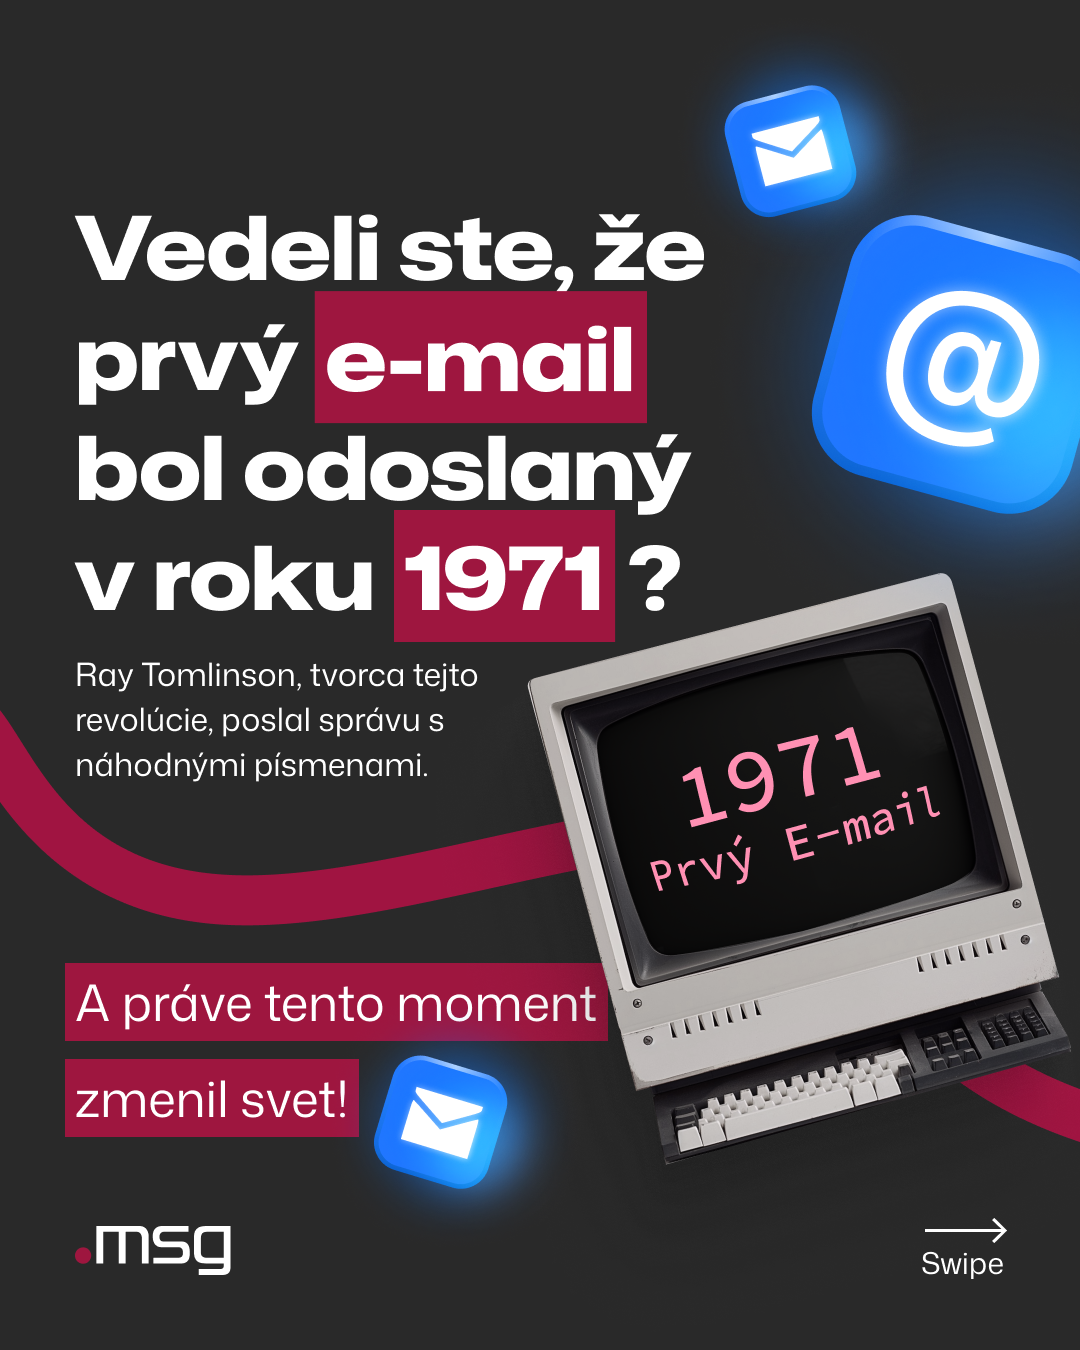 Vedeli ste, že
prvý e-mail
bol odoslaný
v roku 1971 ?
Ray Tomlinson, tvorca tejto
revolúcie, poslal správu s
náhodnými písmenami.
1971
Prvý E-mail
A práve tento moment
zmenil svet!
.msg
Swipe